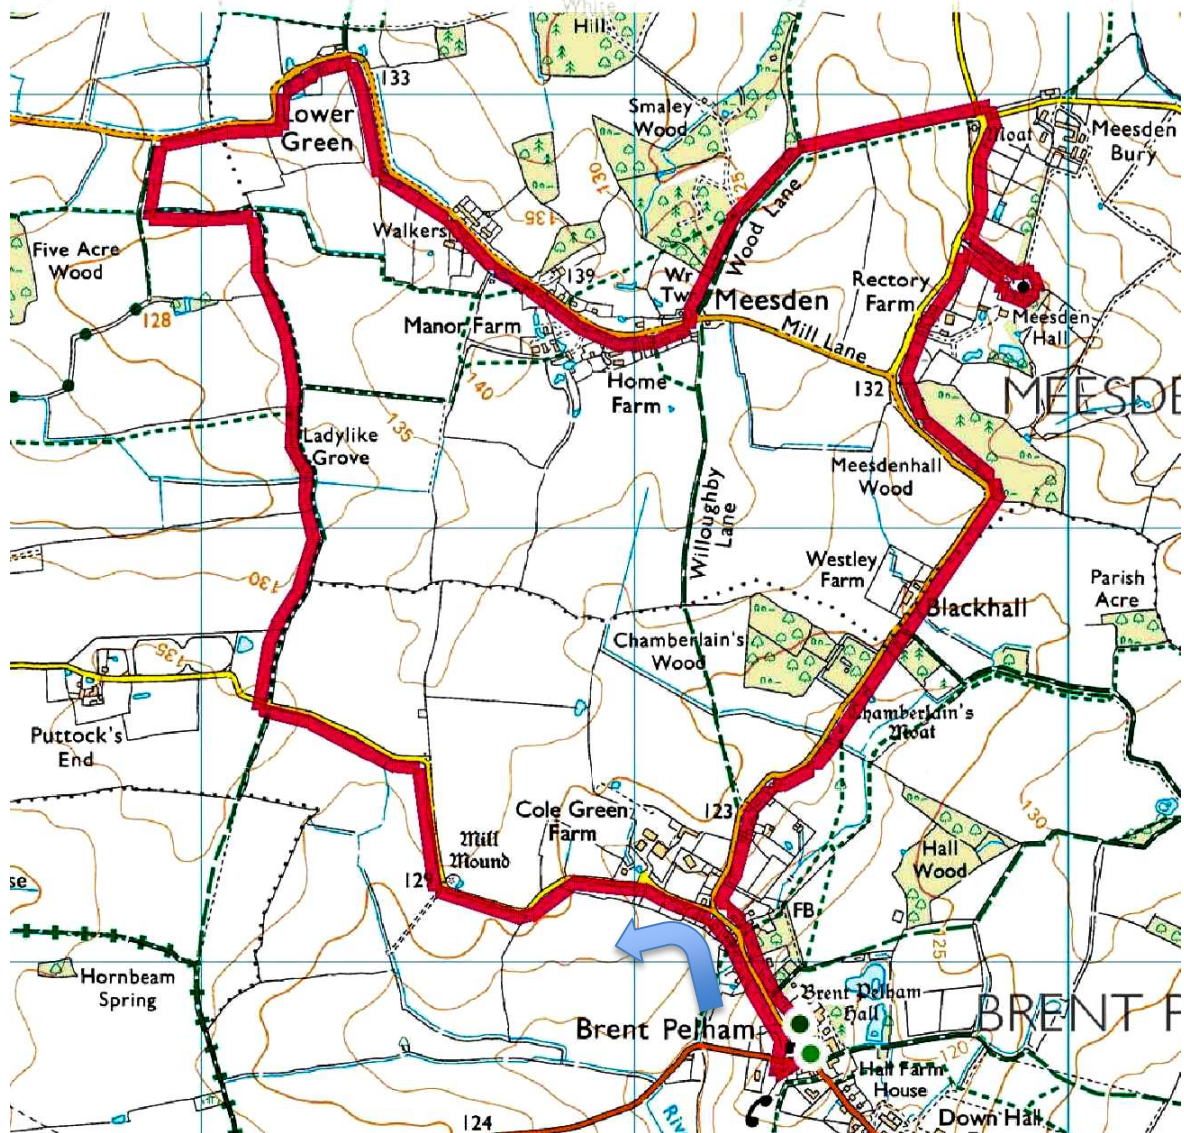 White
Hill
133
Lower
Green
Smaley
Wood
130
125
Moat
Meesden
Bury
135
Walkers
Five Acre
Wood
139
Wr
Twr
Wood Lane
Rectory
Farm
Meesden
Meesden
Hall
128
Manor Farm
Mill Lane
140
Home
Farm
132
135
Ladylike
Grove
Meesdenhall
Wood
Willoughby
Lane
Westley
Farm
Parish
Acre
130
Blackhall
Chamberlain's
Wood
135
Chamberlain's
Moat
Puttock's
End
Cole Green
Farm
123
130
Mill
Mound
Hall
Wood
129
se
FB
125
Hornbeam
Spring
Brent Pelham
Hall
Brent Pelham
120
Hall Farm
House
124
Down Hall